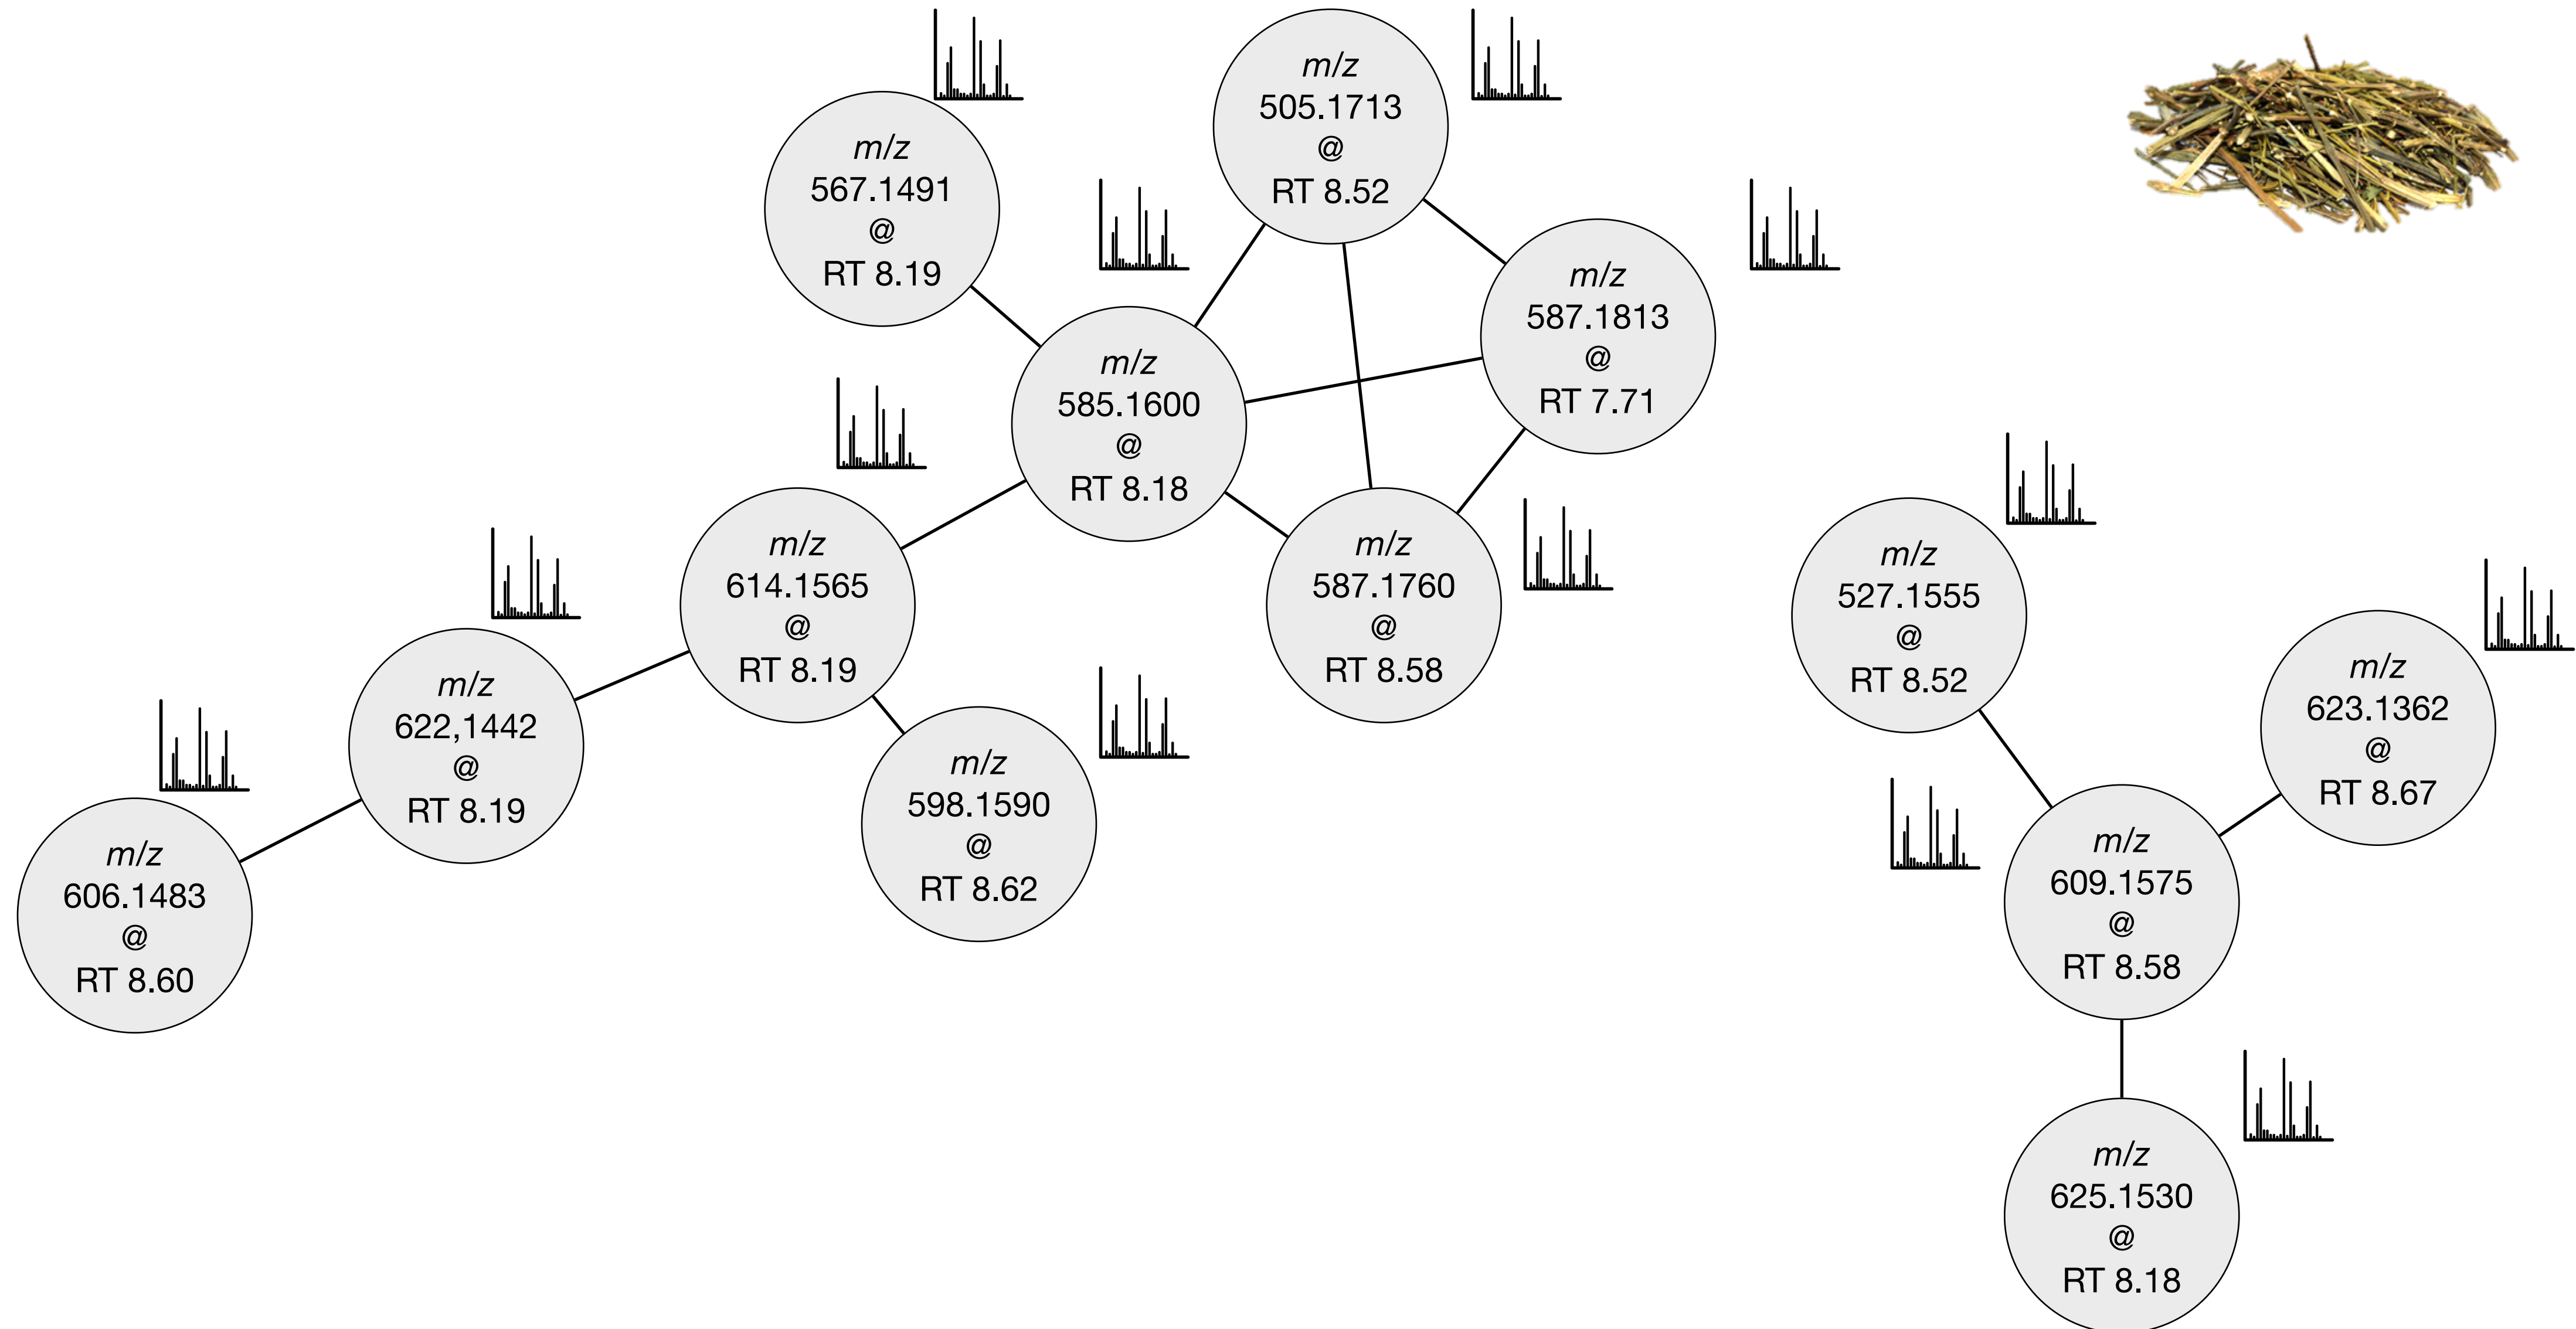 m/z
505.1713
@
RT 8.52
m/z
567.1491
@
RT 8.19
m/z
587.1813
@
RT 7.71
m/z
585.1600
@
RT 8.18
m/z
614.1565
@
RT 8.19
m/z
587.1760
@
RT 8.58
m/z
622,1442
@
RT 8.19
m/z
598.1590
@
RT 8.62
m/z
606.1483
@
RT 8.60
m/z
527.1555
@
RT 8.52
m/z
623.1362
@
RT 8.67
m/z
609.1575
@
RT 8.58
m/z
625.1530
@
RT 8.18